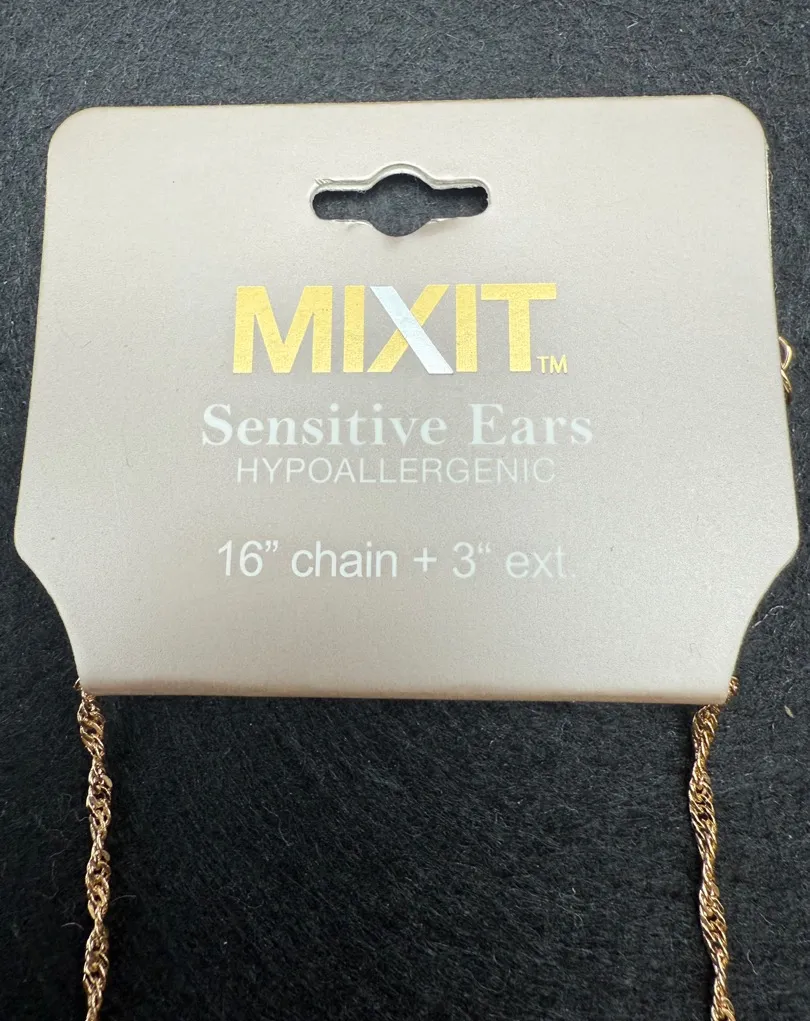 MIXIT™
Sensitive Ears
HYPOALLERGENIC
16” chain + 3“ ext.